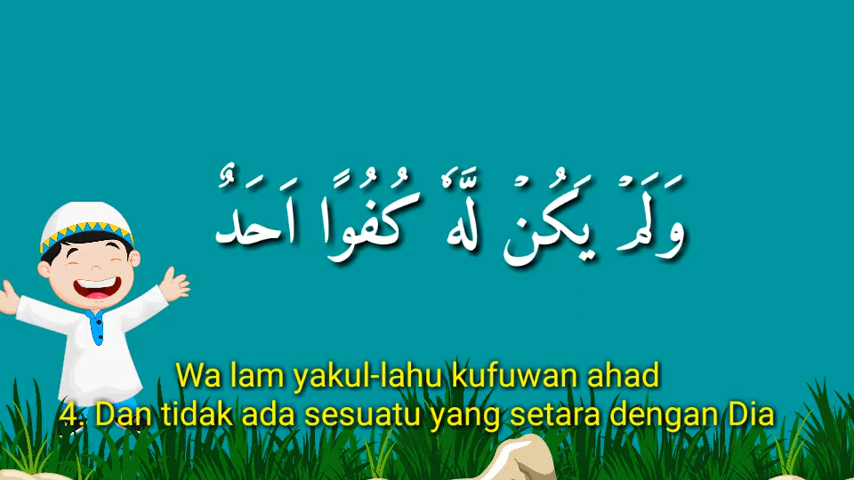 وَلَمْ يَكُنْ لَّهٗ كُفُوًا اَحَدٌ
Wa lam yakul-lahu kufuwan ahad
4. Dan tidak ada sesuatu yang setara dengan Dia